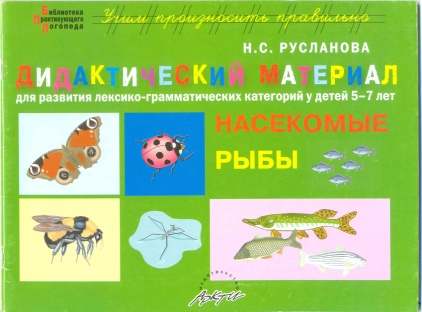 Библиотека
Практикующего
Логопеда
Учим произносить правильно
Н.С. РУСЛАНОВА
ДИДАКТИЧЕСКИЙ МАТЕРИАЛ
для развития лексико-грамматических категорий у детей 5–7 лет
НАСЕКОМЫЕ
РЫБЫ
АРКТИ